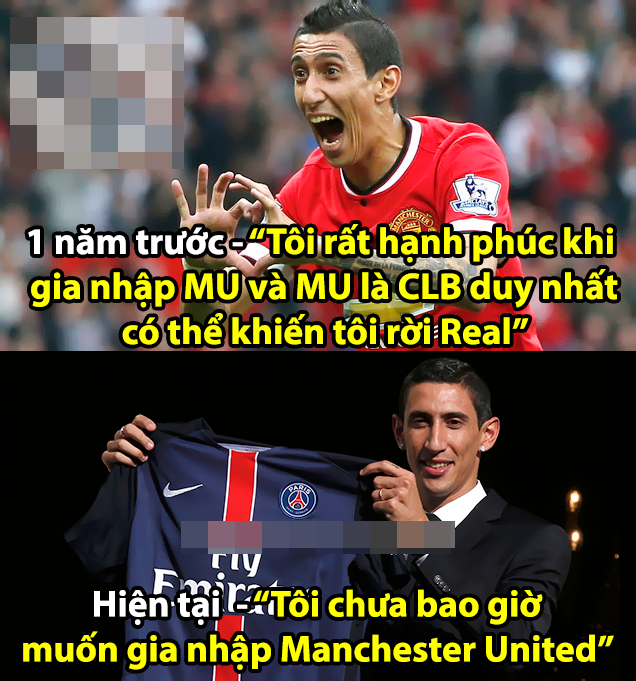 MANCHESTER
1 năm trước - “Tôi rất hạnh phúc khi
gia nhập MU và MU là CLB duy nhất
có thể khiến tôi rời Real”
PARIS
Fly
Emirates
Hiện tại - “Tôi chưa bao giờ
muốn gia nhập Manchester United”